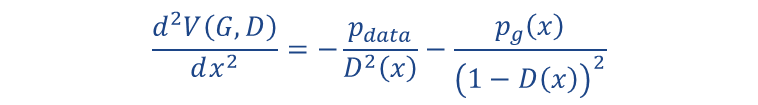 d²V(G, D) / dx² = − p_data / D²(x) − p_g(x) / (1 − D(x))²